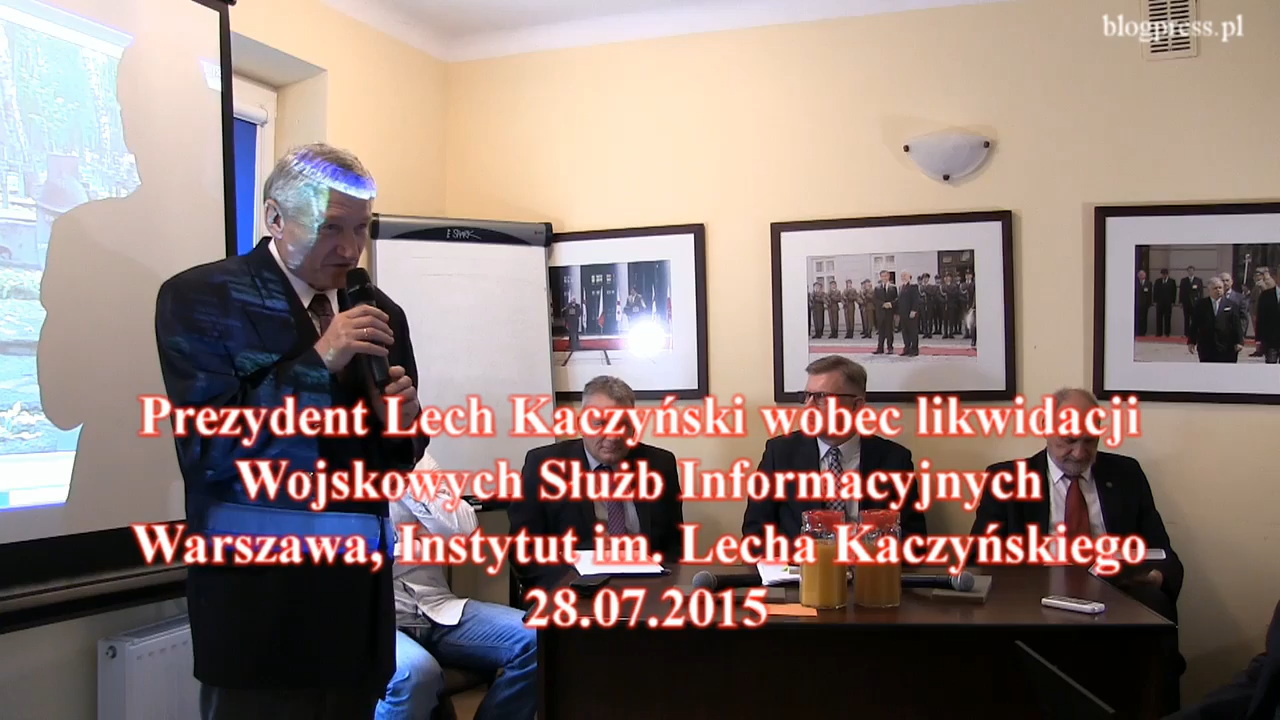 blogpress.pl
Prezydent Lech Kaczyński wobec likwidacji
Wojskowych Służb Informacyjnych
Warszawa, Instytut im. Lecha Kaczyńskiego
28.07.2015